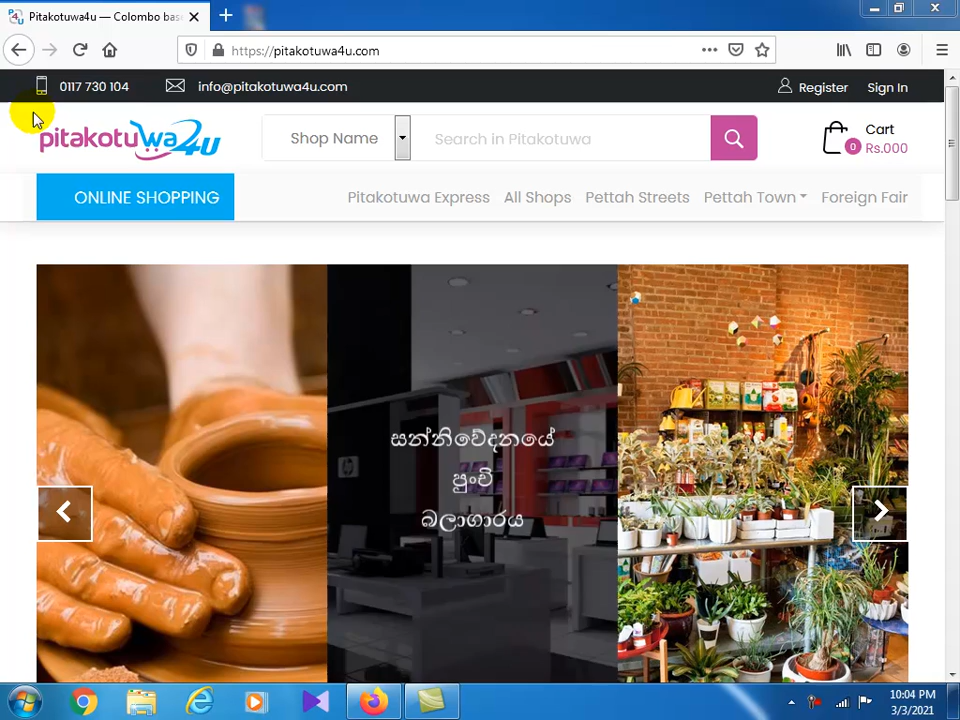 Pitakotuwa4u — Colombo bas
https://pitakotuwa4u.com
0117 730 104 info@pitakotuwa4u.com Register Sign In
pitakotuwa4u Shop Name Search in Pitakotuwa 0 Cart
Rs.000
ONLINE SHOPPING Pitakotuwa Express All Shops Pettah Streets Pettah Town Foreign Fair
සන්නිවේදනයේ
පුංචි
බලාගාරය
10:04 PM
3/3/2021